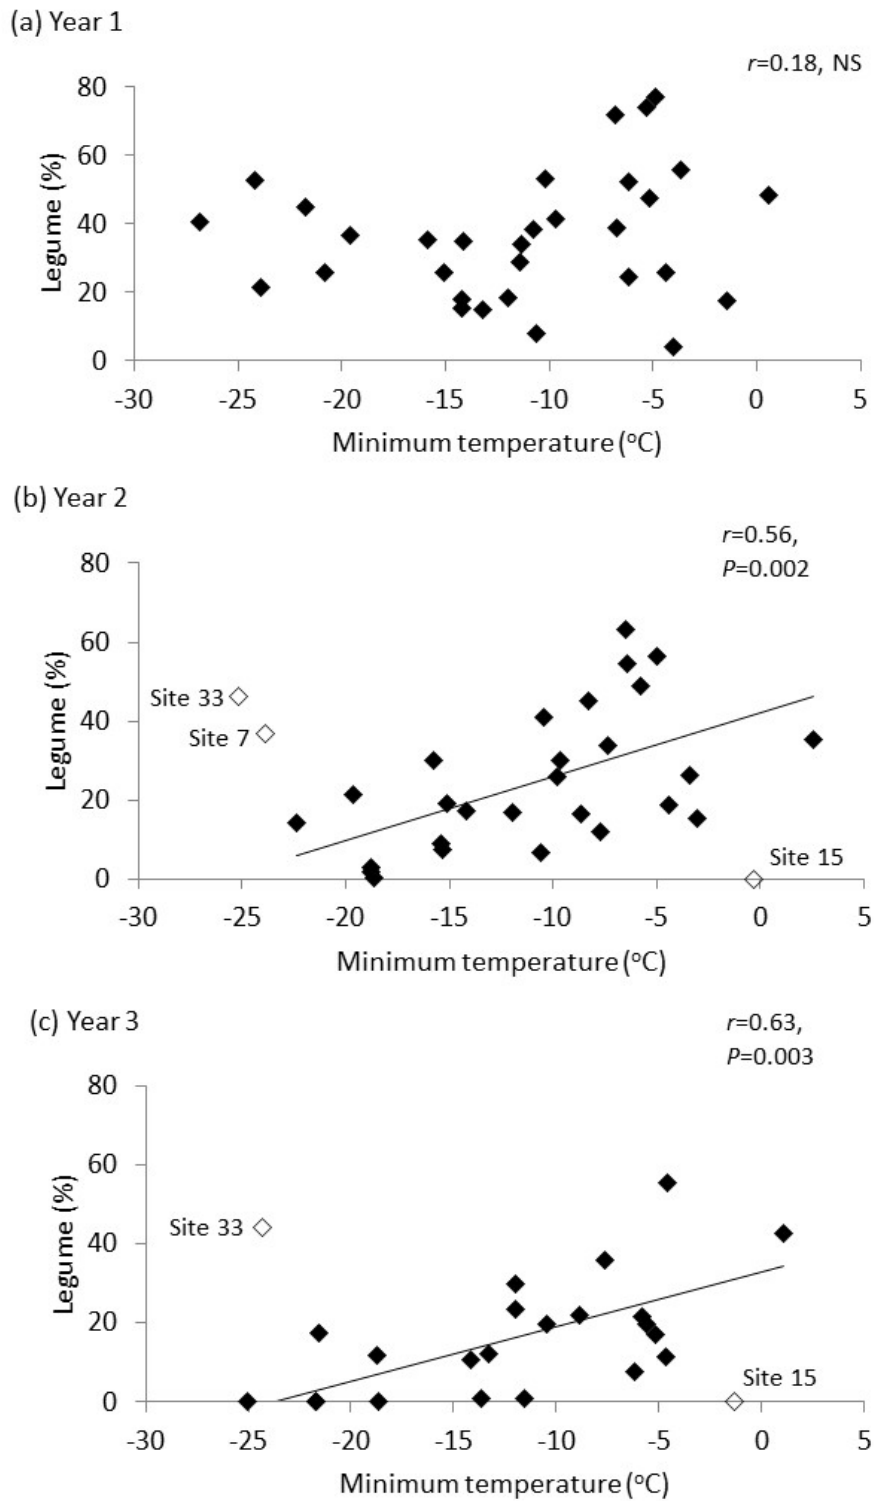 (a) Year 1
r=0.18, NS
80
60
40
20
0
Legume (%)
-30 -25 -20 -15 -10 -5 0 5
Minimum temperature (ᵒC)
(b) Year 2
r=0.56,
P=0.002
80
60
40
20
0
Legume (%)
Site 33
Site 7
Site 15
-30 -25 -20 -15 -10 -5 0 5
Minimum temperature (ᵒC)
(c) Year 3
r=0.63,
P=0.003
80
60
40
20
0
Legume (%)
Site 33
Site 15
-30 -25 -20 -15 -10 -5 0 5
Minimum temperature (ᵒC)